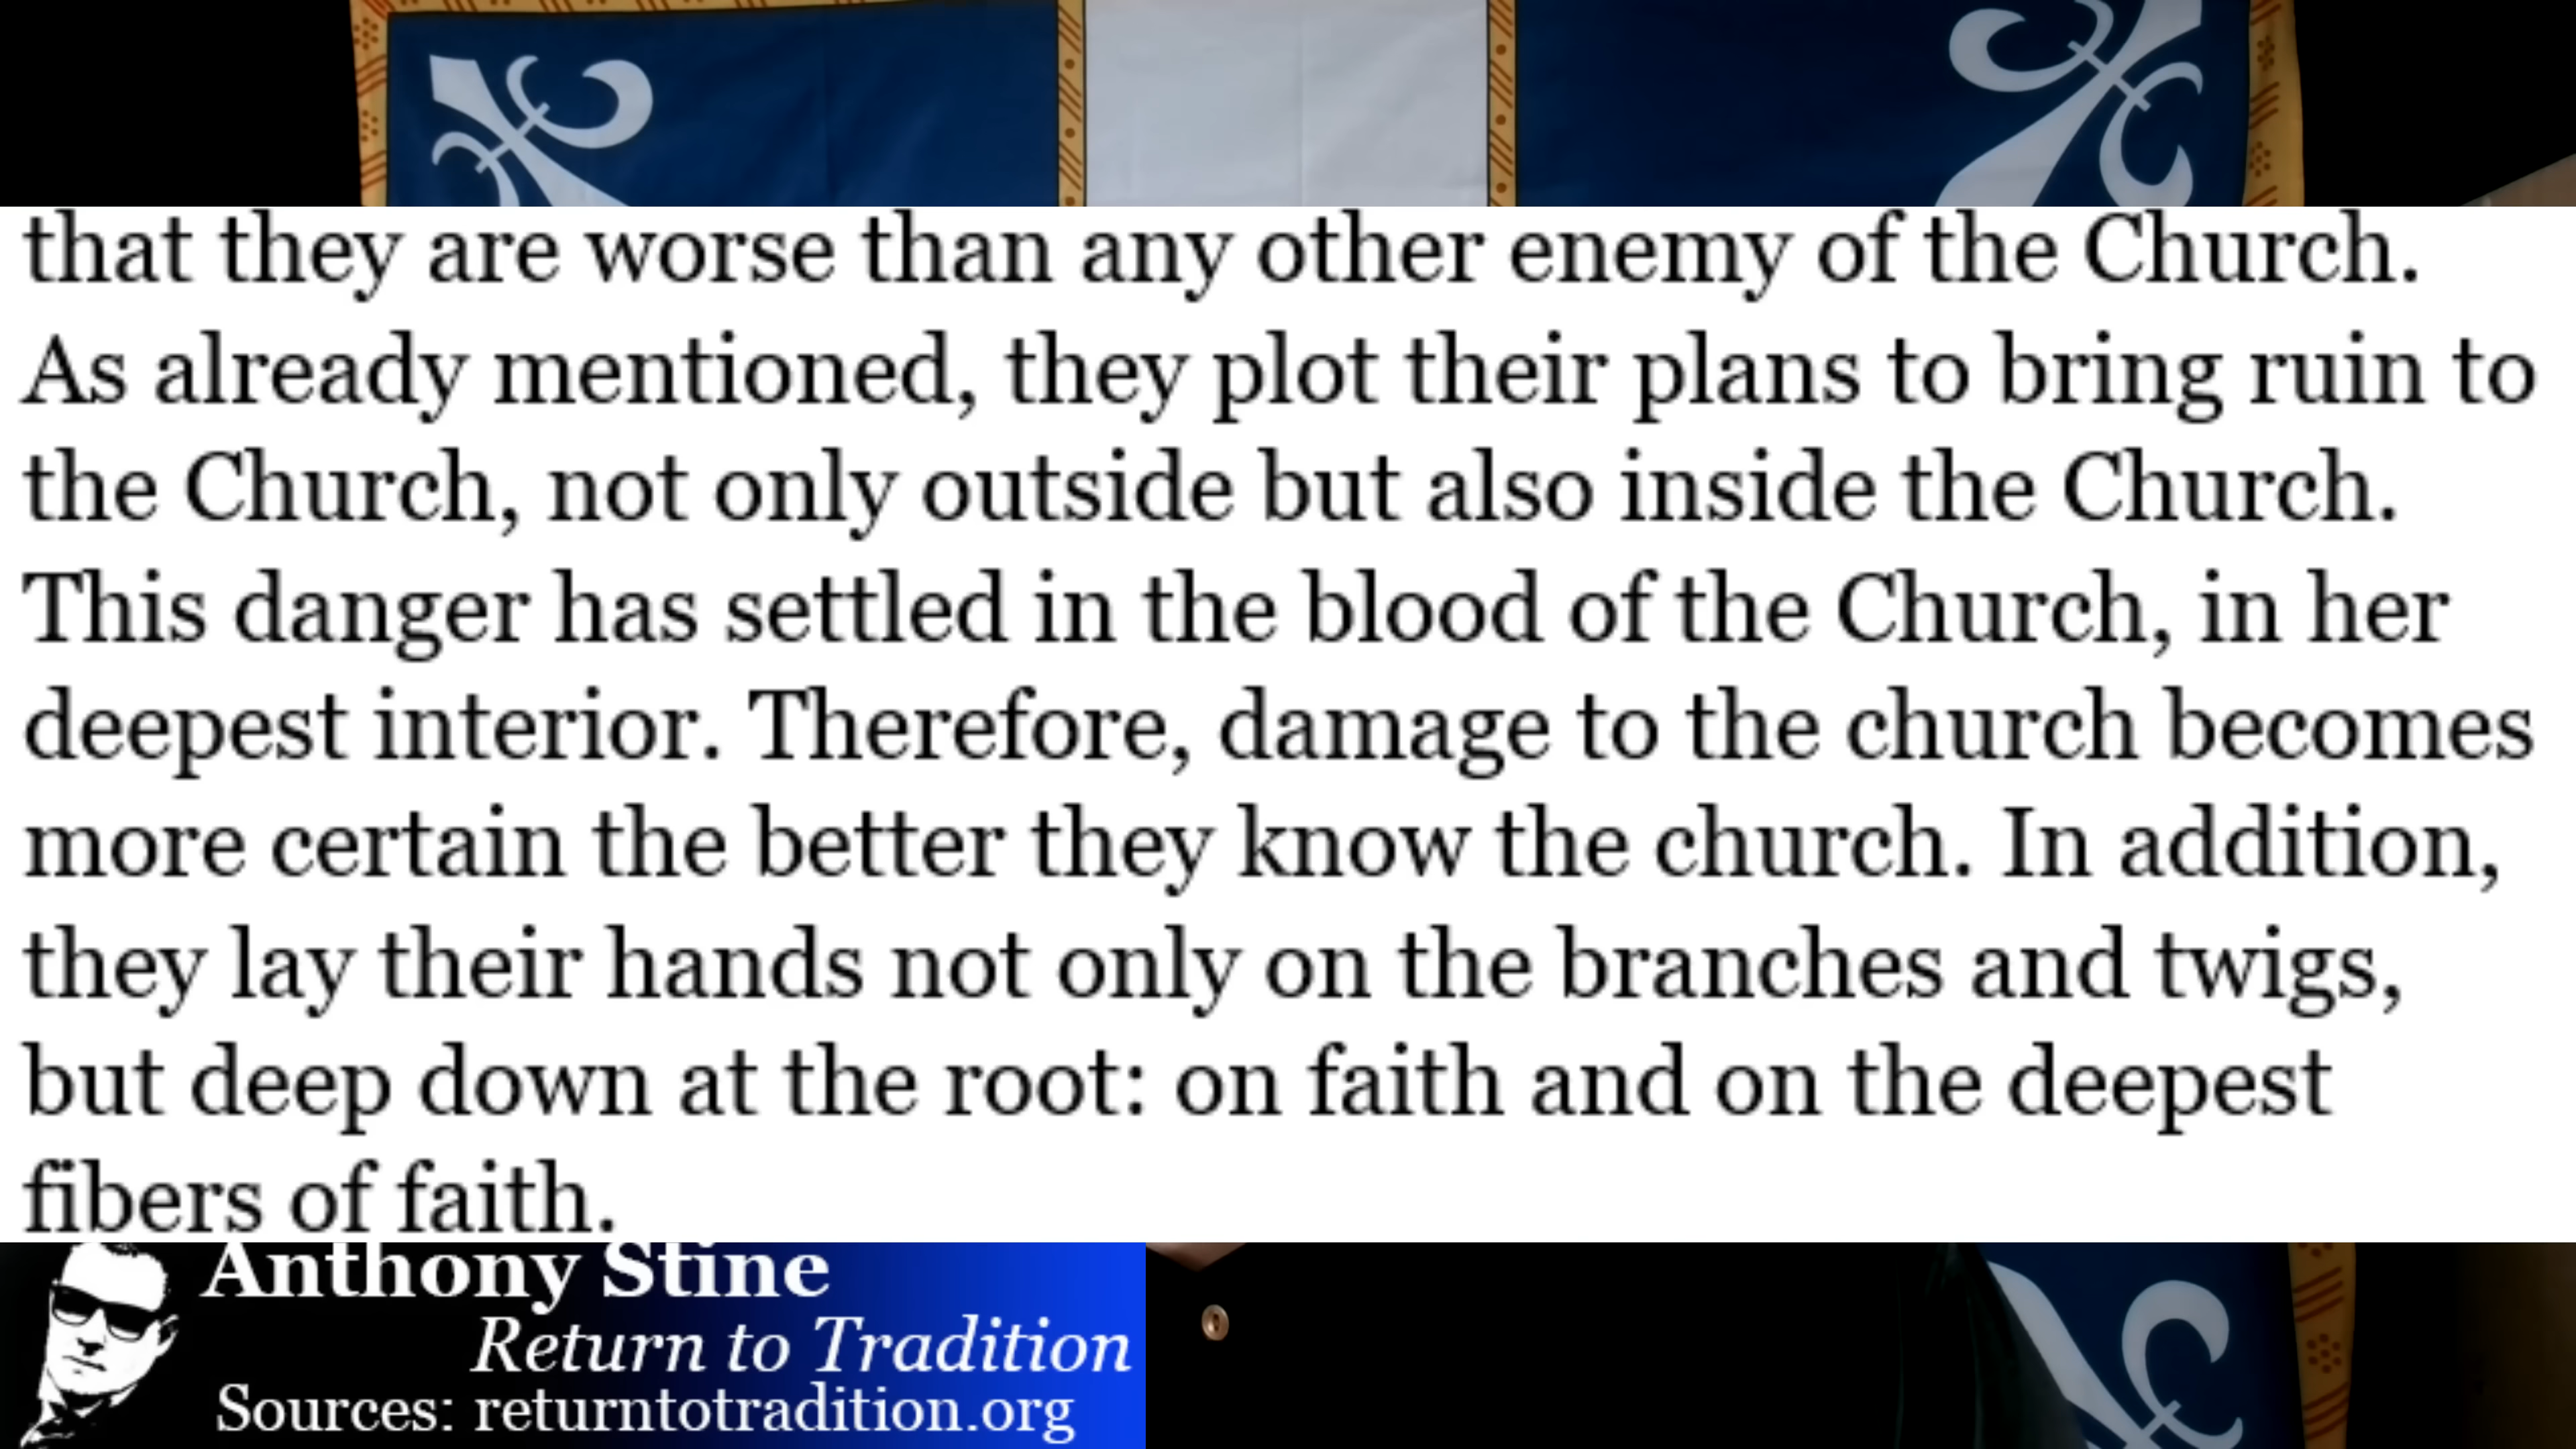 that they are worse than any other enemy of the Church.
As already mentioned, they plot their plans to bring ruin to
the Church, not only outside but also inside the Church.
This danger has settled in the blood of the Church, in her
deepest interior. Therefore, damage to the church becomes
more certain the better they know the church. In addition,
they lay their hands not only on the branches and twigs,
but deep down at the root: on faith and on the deepest
fibers of faith.
Anthony Stine
Return to Tradition
Sources: returntotradition.org